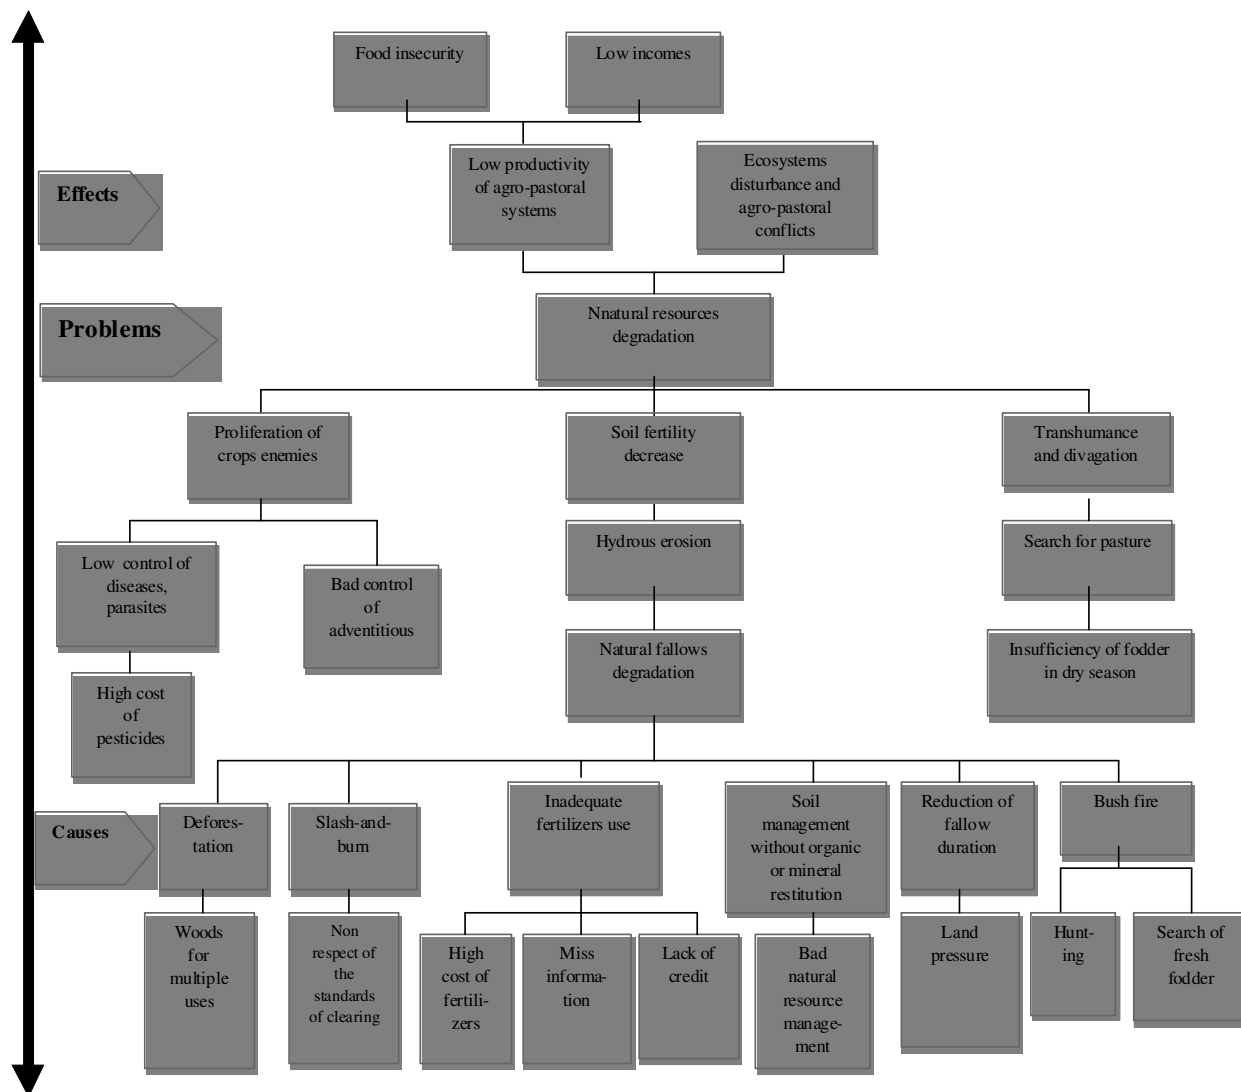 Food insecurity
Low incomes
Low productivity
of agro-pastoral
systems
Ecosystems
disturbance and
agro-pastoral
conflicts
Effects
Nnatural resources
degradation
Problems
Proliferation of
crops enemies
Soil fertility
decrease
Transhumance
and divagation
Low control of
diseases,
parasites
Bad control
of
adventitious
Hydrous erosion
Search for pasture
High cost
of
pesticides
Natural fallows
degradation
Insufficiency of fodder
in dry season
Causes
Defores-
tation
Slash-and-
burn
Inadequate
fertilizers use
Soil
management
without organic
or mineral
restitution
Reduction of
fallow
duration
Bush fire
Woods
for
multiple
uses
Non
respect of
the
standards
of clearing
High
cost of
fertili-
zers
Miss
informa-
tion
Lack of
credit
Bad
natural
resource
manage-
ment
Land
pressure
Hunt-
ing
Search of
fresh
fodder